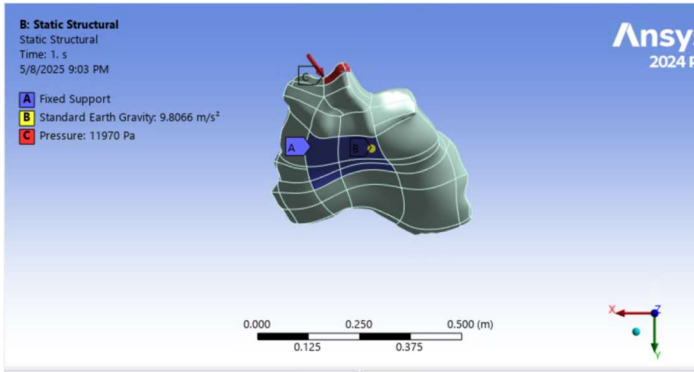 B: Static Structural
Static Structural
Time: 1. s
5/8/2025 9:03 PM
A Fixed Support
B Standard Earth Gravity: 9.8066 m/s²
C Pressure: 11970 Pa
Ansy
2024
C
A
B
0.000 0.250 0.500 (m)
0.125 0.375
X
Z
Y